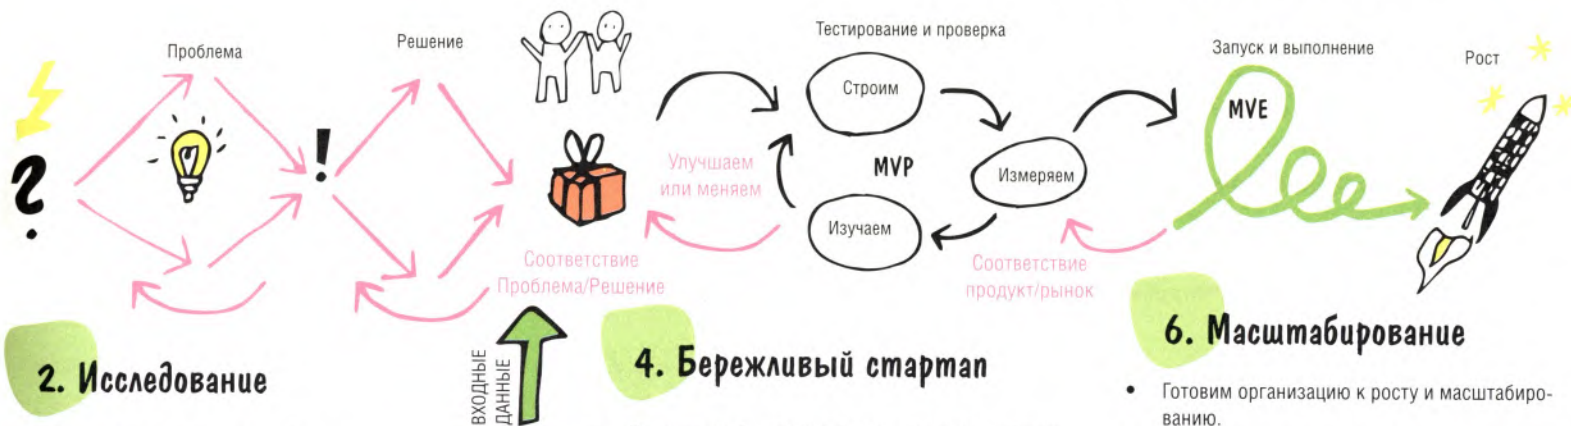 Проблема
Решение
Тестирование и проверка
Запуск и выполнение
Рост
?
!
Строим
MVE
MVP
Измеряем
Улучшаем
или меняем
Изучаем
Соответствие
Проблема/Решение
Соответствие
продукт/рынок
2. Исследование
ВХОДНЫЕ
ДАННЫЕ
4. Бережливый стартап
6. Масштабирование
• Готовим организацию к росту и масштабиро-
ванию.